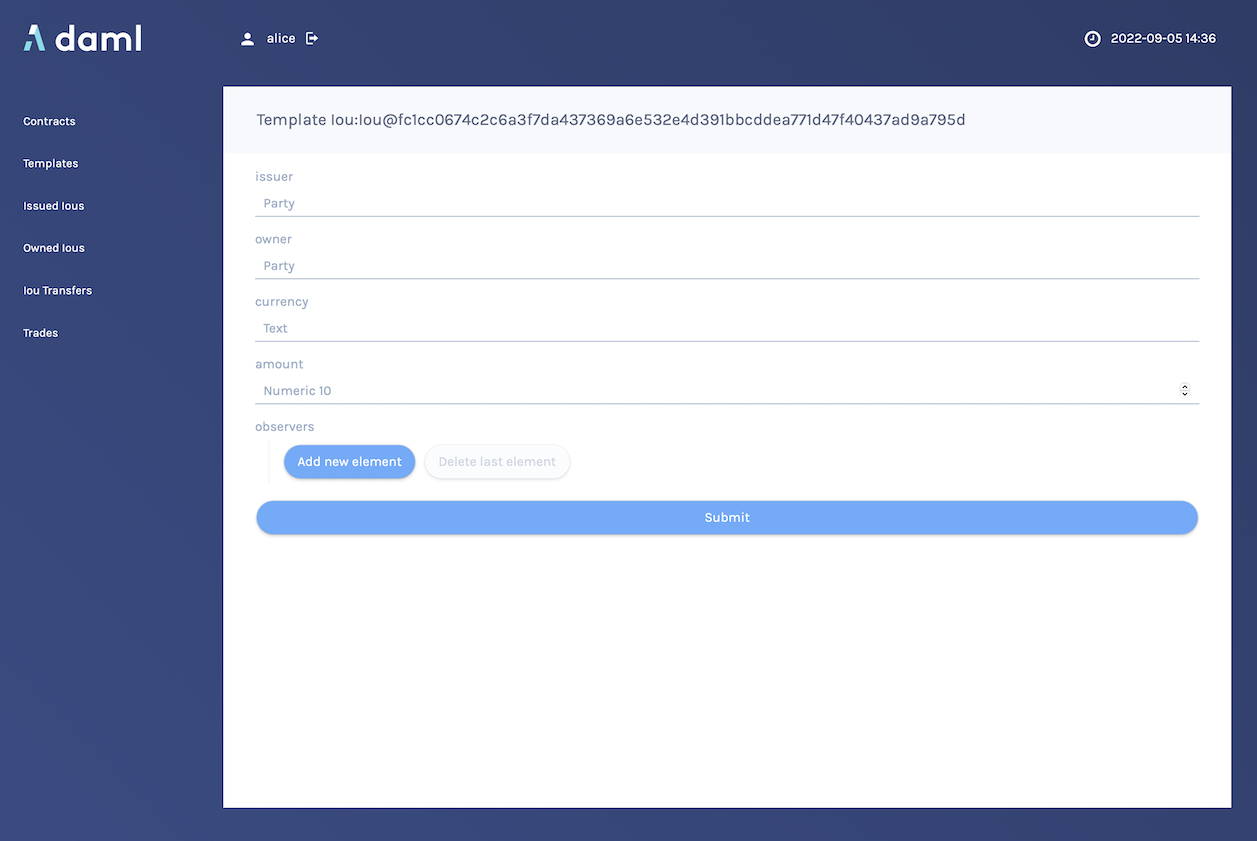 daml
alice
2022-09-05 14:36
Contracts
Templates
Issued Ious
Owned Ious
Iou Transfers
Trades
Template Iou:Iou@fc1cc0674c2c6a3f7da437369a6e532e4d391bbcddea771d47f40437ad9a795d
issuer
Party
owner
Party
currency
Text
amount
Numeric 10
observers
Add new element
Delete last element
Submit